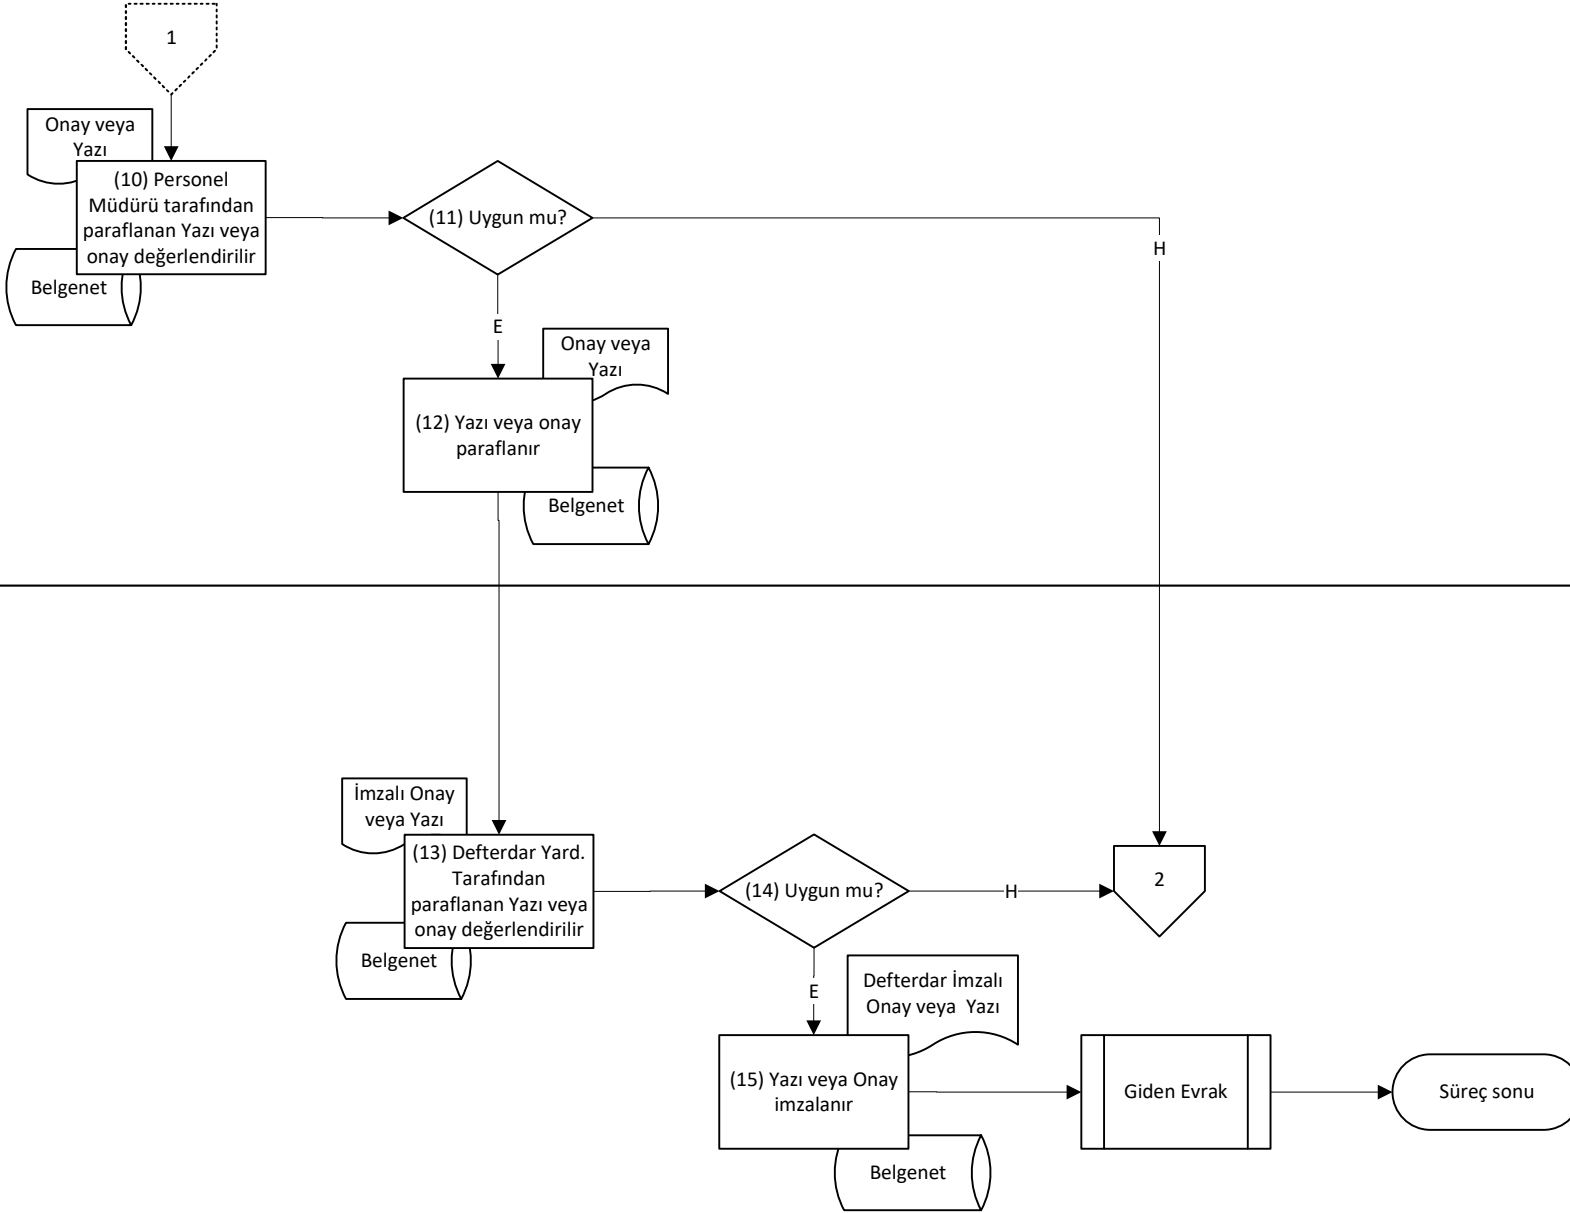 1
Onay veya
Yazı
(10) Personel
Müdürü tarafından
paraflanan Yazı veya
onay değerlendirilir
Belgenet
(11) Uygun mu?
H
E
Onay veya
Yazı
(12) Yazı veya onay
paraflanır
Belgenet
İmzalı Onay
veya Yazı
(13) Defterdar Yard.
Tarafından
paraflanan Yazı veya
onay değerlendirilir
Belgenet
(14) Uygun mu?
H
2
E
Defterdar İmzalı
Onay veya  Yazı
(15) Yazı veya Onay
imzalanır
Belgenet
Giden Evrak
Süreç sonu